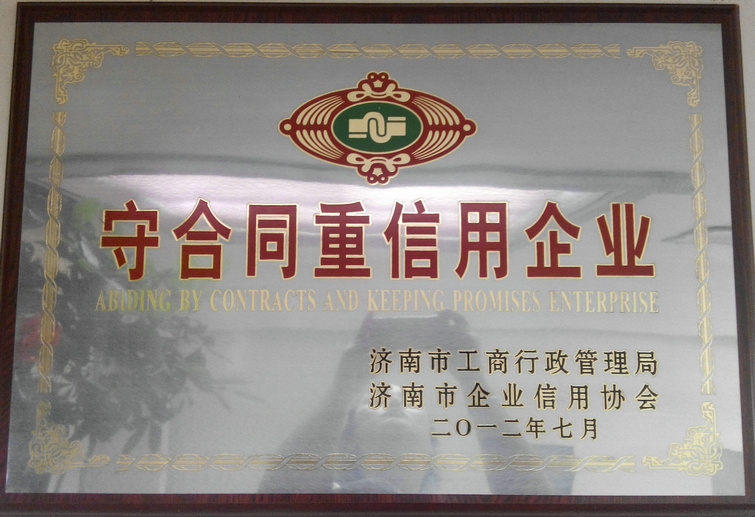 守合同重信用企业
ABIDING BY CONTRACTS AND KEEPING PROMISES ENTERPRISE
济南市工商行政管理局
济南市企业信用协会
二〇一二年七月